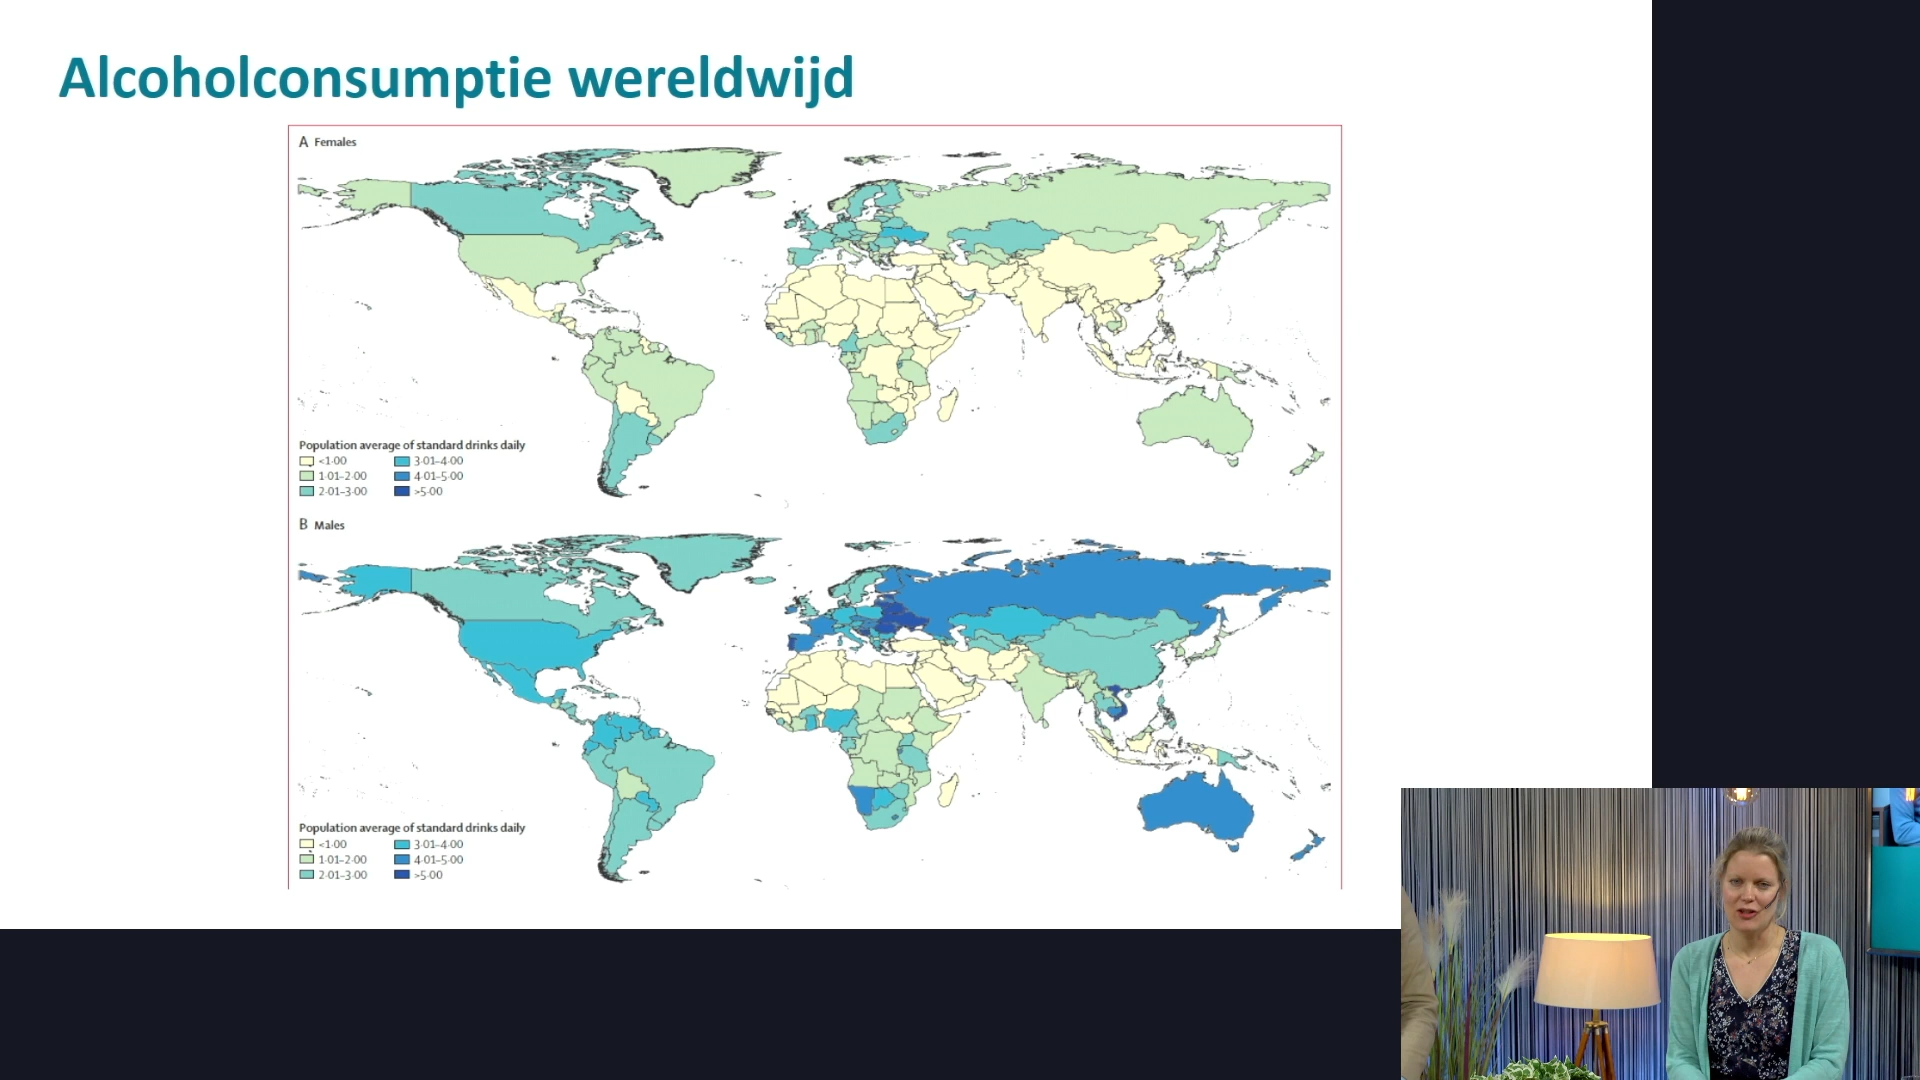 Alcoholconsumptie wereldwijd
A Females
Population average of standard drinks daily
<1·00
1·01–2·00
2·01–3·00
3·01–4·00
4·01–5·00
>5·00
B Males
Population average of standard drinks daily
<1·00
1·01–2·00
2·01–3·00
3·01–4·00
4·01–5·00
>5·00